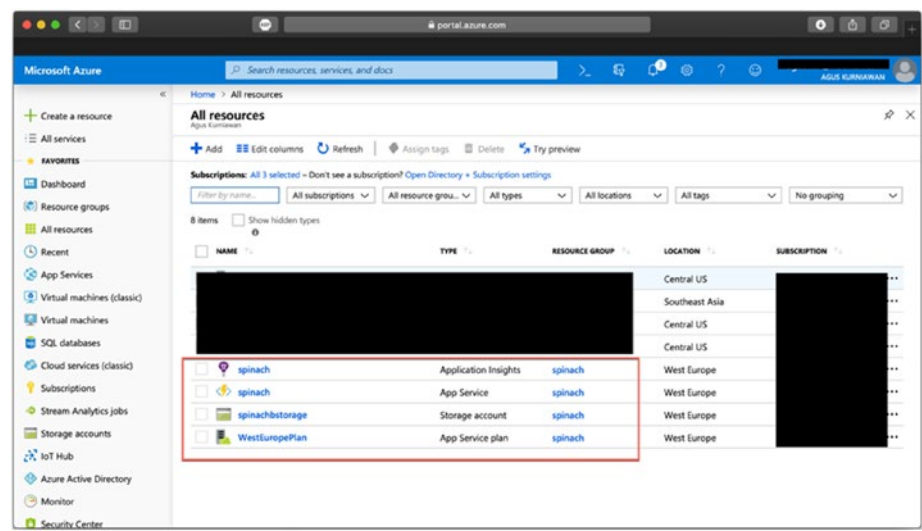 portal.azure.com
Microsoft Azure
Search resources, services, and docs
AGUS KURNIAWAN
Home > All resources
All resources
Agus Kurniawan
Add Edit columns Refresh Assign tags Delete Try preview
Subscriptions: All 3 selected – Don't see a subscription? Open Directory + Subscription settings
Filter by name... All subscriptions All resource grou... All types All locations All tags No grouping
8 items Show hidden types
NAME TYPE RESOURCE GROUP LOCATION SUBSCRIPTION
Central US
Southeast Asia
Central US
Central US
spinach Application Insights spinach West Europe
spinach App Service spinach West Europe
spinachbstorage Storage account spinach West Europe
WestEuropePlan App Service plan spinach West Europe
Create a resource
All services
FAVORITES
Dashboard
Resource groups
All resources
Recent
App Services
Virtual machines (classic)
Virtual machines
SQL databases
Cloud services (classic)
Subscriptions
Stream Analytics jobs
Storage accounts
IoT Hub
Azure Active Directory
Monitor
Security Center